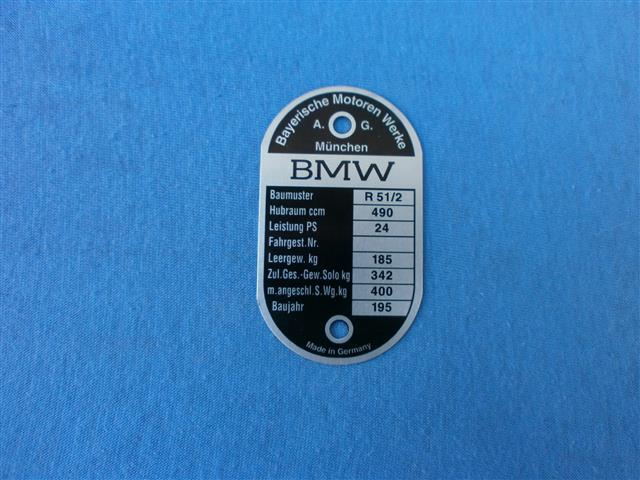 Bayerische Motoren Werke
A. G.
München
BMW
Baumuster R 51/2
Hubraum ccm 490
Leistung PS 24
Fahrgest.Nr.
Leergew. kg 185
Zul.Ges.-Gew.Solo kg 342
m.angeschl.S.Wg.kg 400
Baujahr 195
Made in Germany